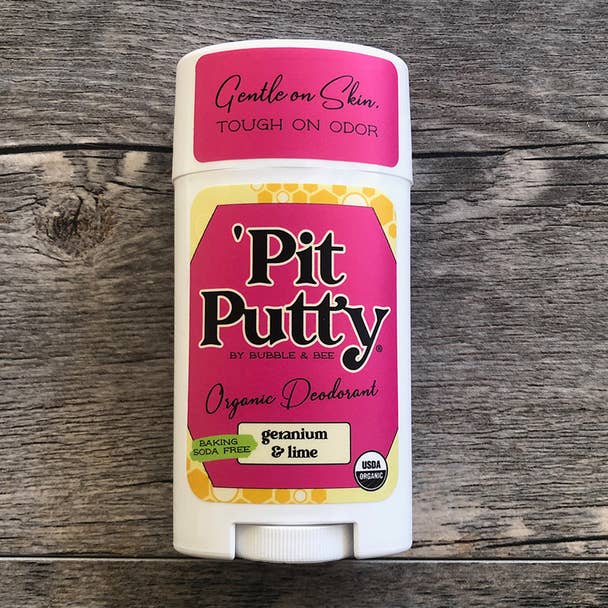 Gentle on Skin,
TOUGH ON ODOR
'Pit
Putty®
BY BUBBLE & BEE
Organic Deodorant
BAKING
SODA FREE
geranium
& lime
USDA
ORGANIC